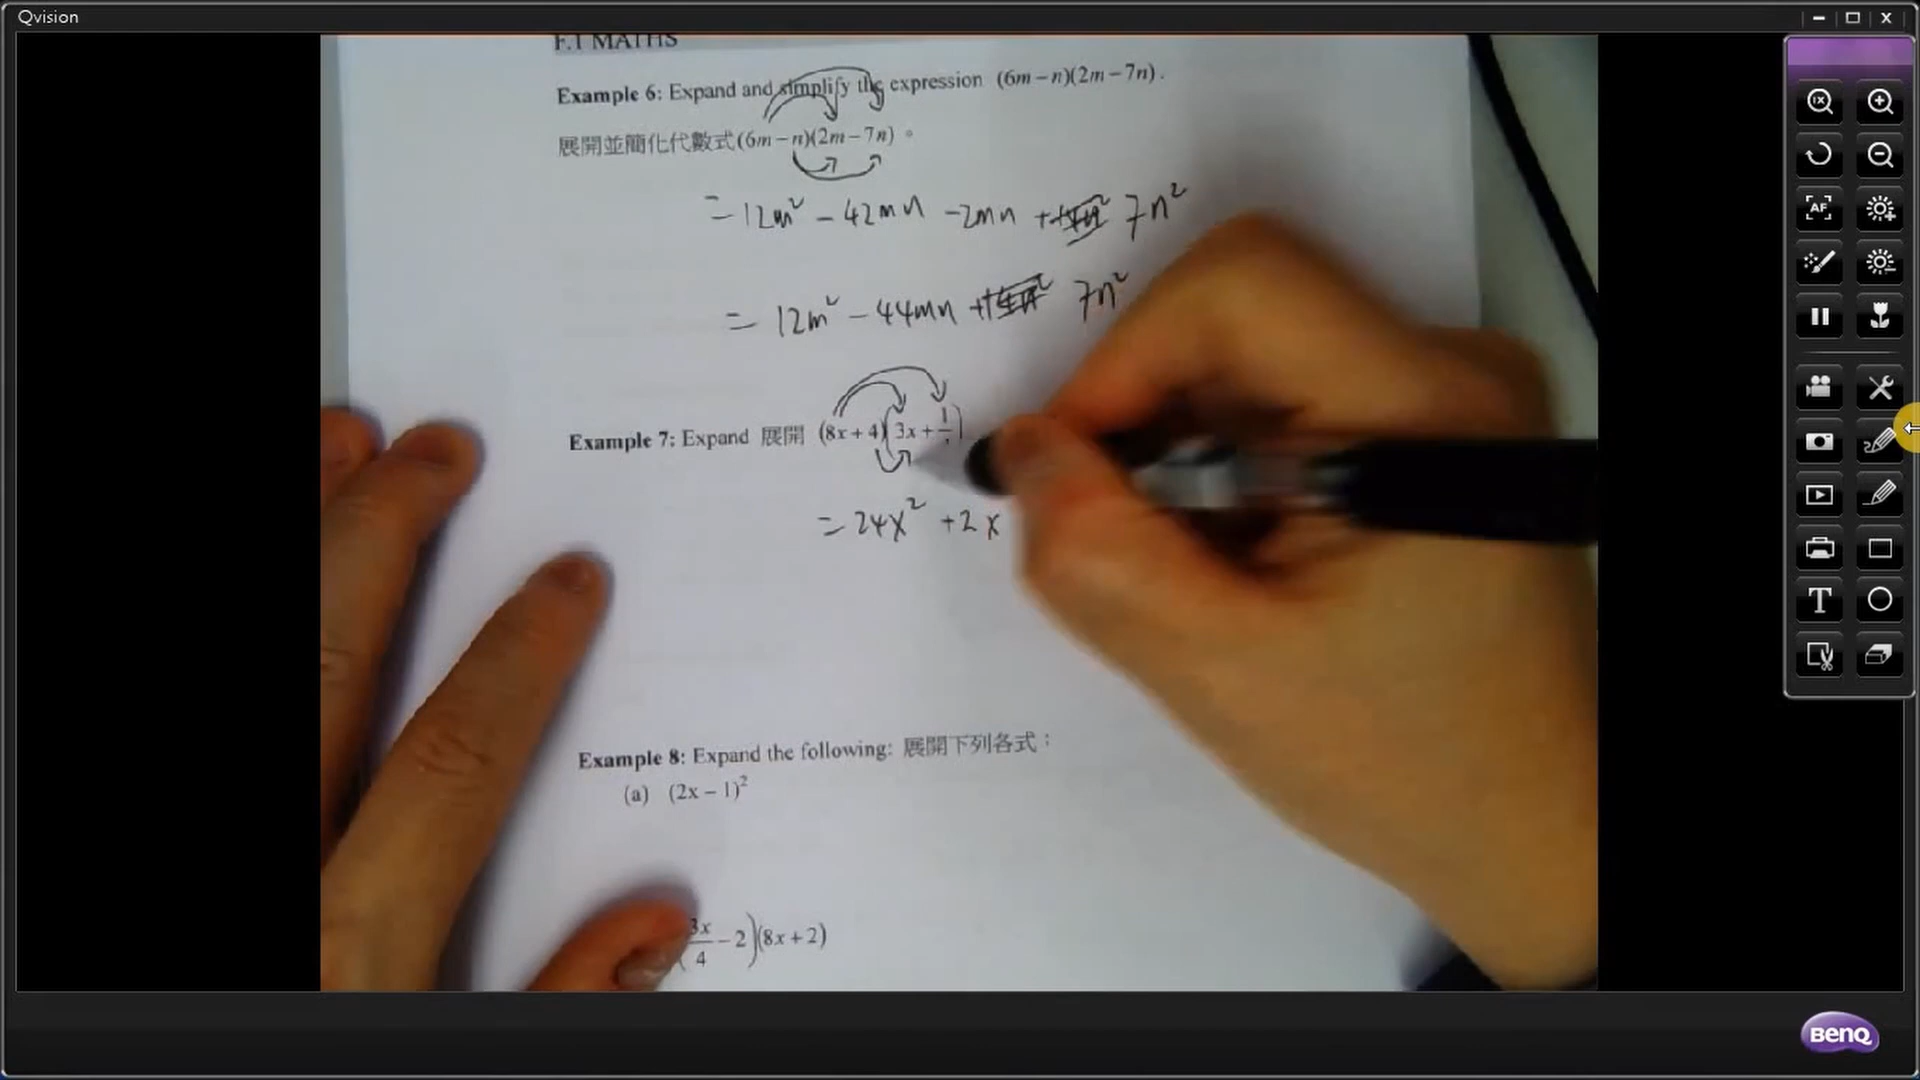 Qvision
F.1 MATHS
Example 6: Expand and simplify the expression (6m – n)(2m – 7n).
展開並簡化代數式(6m – n)(2m – 7n)。
= 12m² – 42mn – 2mn + 7n²
= 12m² – 44mn + 7n²
Example 7: Expand 展開 (8x + 4)(3x + 1
= 24x² + 2x
Example 8: Expand the following: 展開下列各式：
(a) (2x – 1)²
(3x/4 – 2)(8x + 2)
AF
T
BenQ